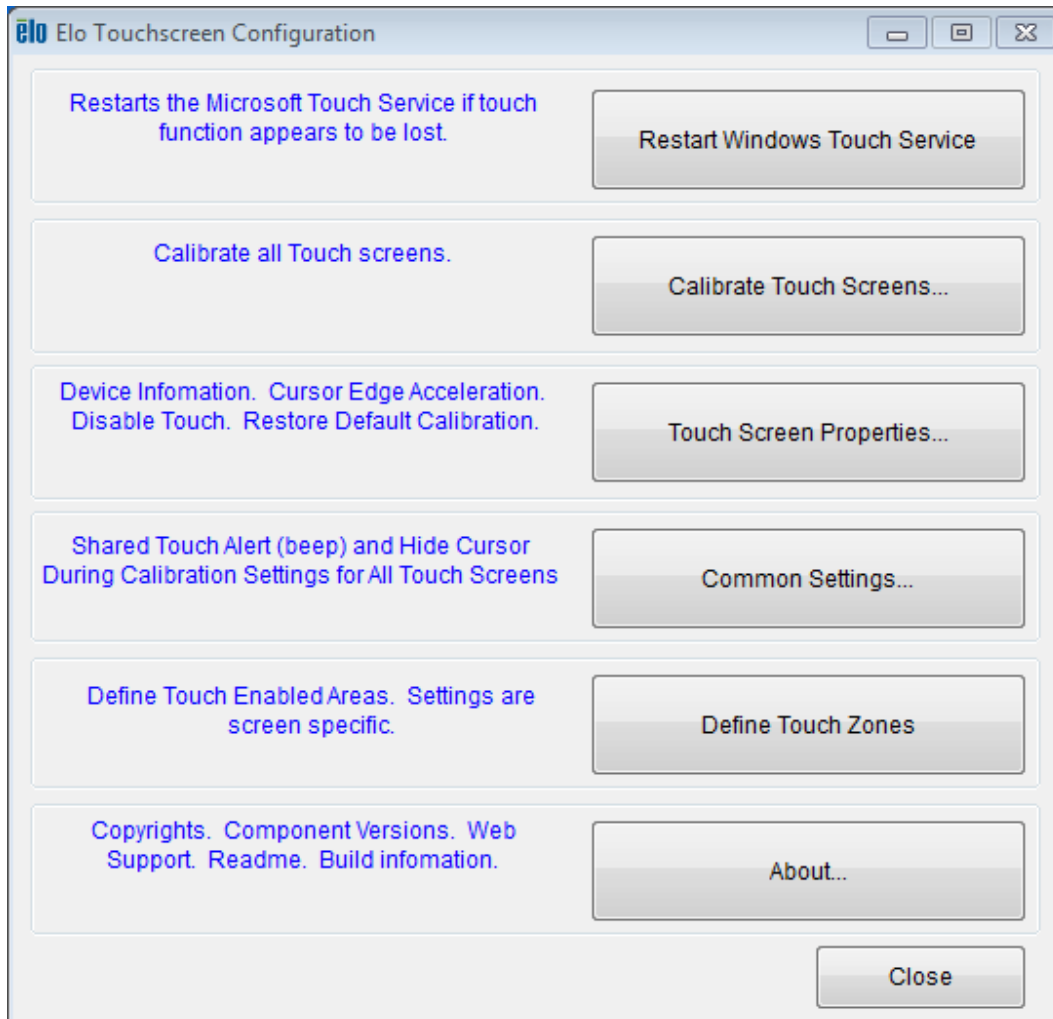 elo Elo Touchscreen Configuration
Restarts the Microsoft Touch Service if touch
function appears to be lost.
Restart Windows Touch Service
Calibrate all Touch screens.
Calibrate Touch Screens...
Device Infomation.  Cursor Edge Acceleration.
Disable Touch.  Restore Default Calibration.
Touch Screen Properties...
Shared Touch Alert (beep) and Hide Cursor
During Calibration Settings for All Touch Screens
Common Settings...
Define Touch Enabled Areas.  Settings are
screen specific.
Define Touch Zones
Copyrights.  Component Versions.  Web
Support.  Readme.  Build infomation.
About...
Close